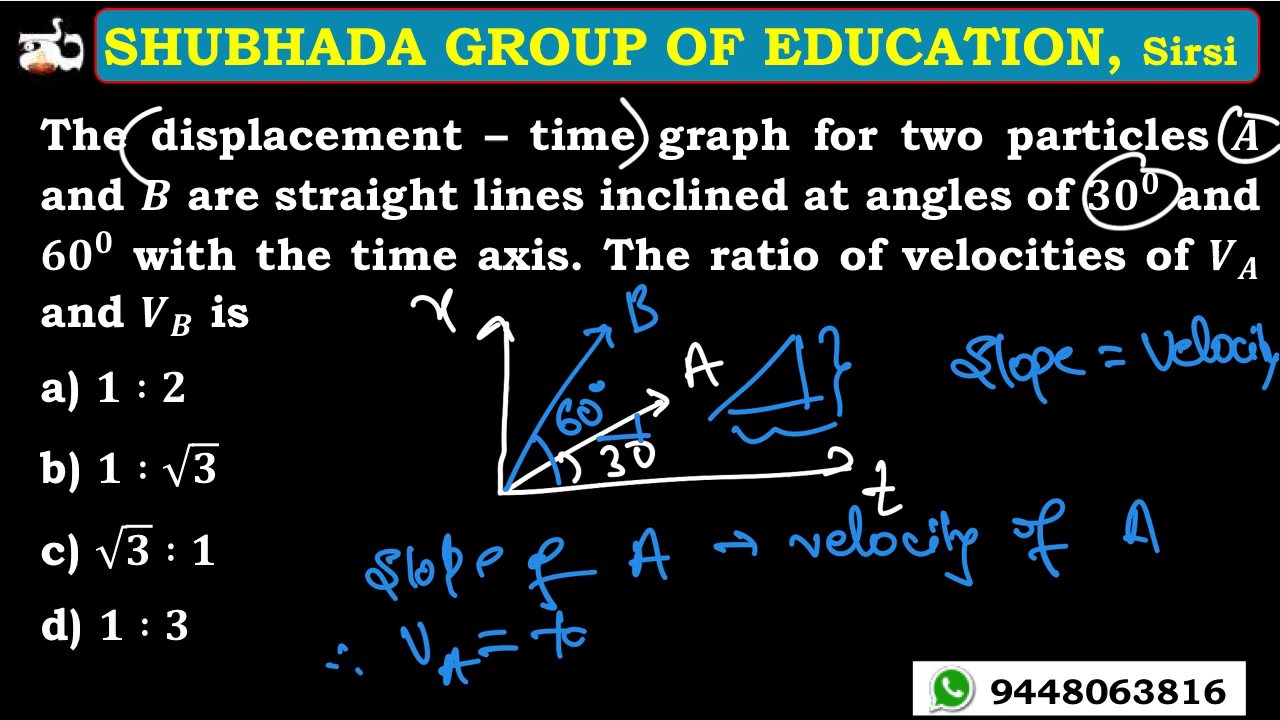 SHUBHADA GROUP OF EDUCATION, Sirsi
The displacement – time graph for two particles A
and B are straight lines inclined at angles of 30⁰ and
60⁰ with the time axis. The ratio of velocities of V_A
and V_B is
a) 1 : 2
b) 1 : √3
c) √3 : 1
d) 1 : 3
x
B
A
60°
30
t
Slope = Velocity
Slope of A → velocity of A
∴ V_A = ta
9448063816